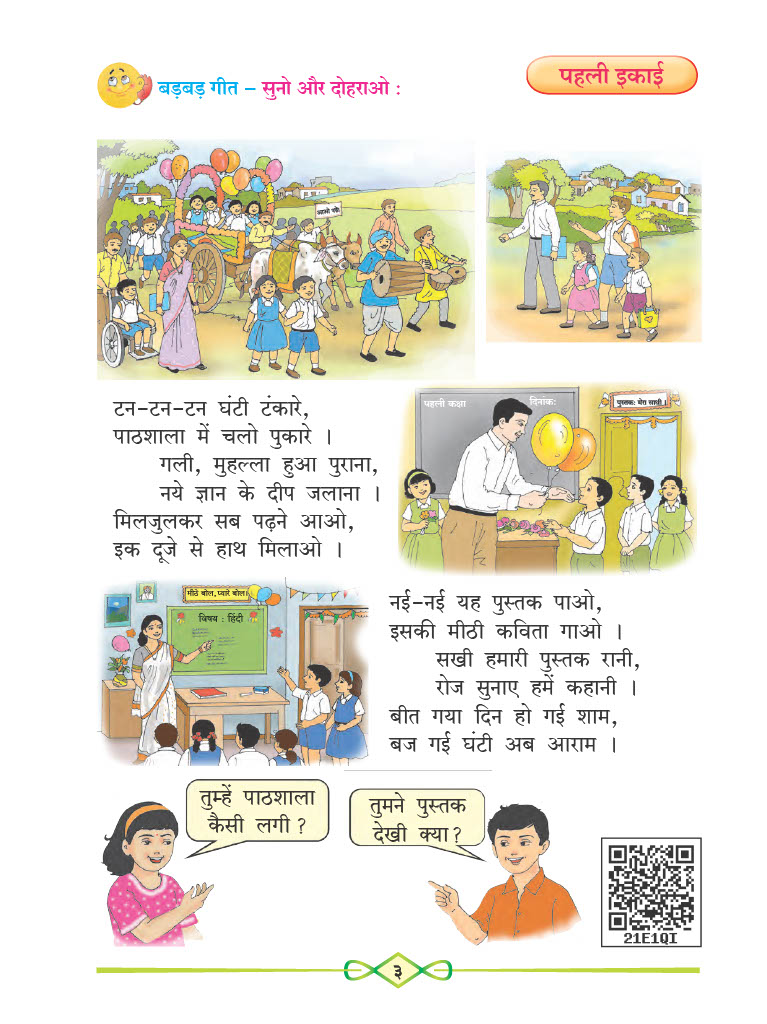 बड़बड़ गीत – सुनो और दोहराओ :
पहली इकाई
आओ पढ़ें
टन-टन-टन घंटी टंकारे,
पाठशाला में चलो पुकारे ।
गली, मुहल्ला हुआ पुराना,
नये ज्ञान के दीप जलाना ।
मिलजुलकर सब पढ़ने आओ,
इक दूजे से हाथ मिलाओ ।
पहली कक्षा
दिनांकः
पुस्तकः मेरा साथी ।
मीठे बोल, प्यारे बोल।
विषय : हिंदी
नई-नई यह पुस्तक पाओ,
इसकी मीठी कविता गाओ ।
सखी हमारी पुस्तक रानी,
रोज सुनाए हमें कहानी ।
बीत गया दिन हो गई शाम,
बज गई घंटी अब आराम ।
तुम्हें पाठशाला
कैसी लगी ?
तुमने पुस्तक
देखी क्या ?
21E1QI
३